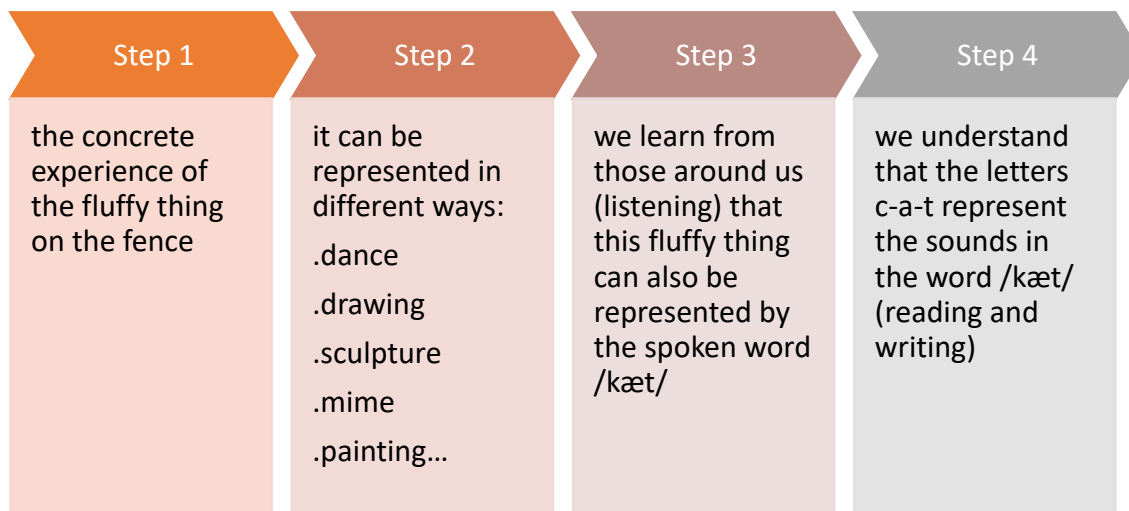 Step 1
the concrete
experience of
the fluffy thing
on the fence
Step 2
it can be
represented in
different ways:
.dance
.drawing
.sculpture
.mime
.painting…
Step 3
we learn from
those around us
(listening) that
this fluffy thing
can also be
represented by
the spoken word
/kæt/
Step 4
we understand
that the letters
c-a-t represent
the sounds in
the word /kæt/
(reading and
writing)